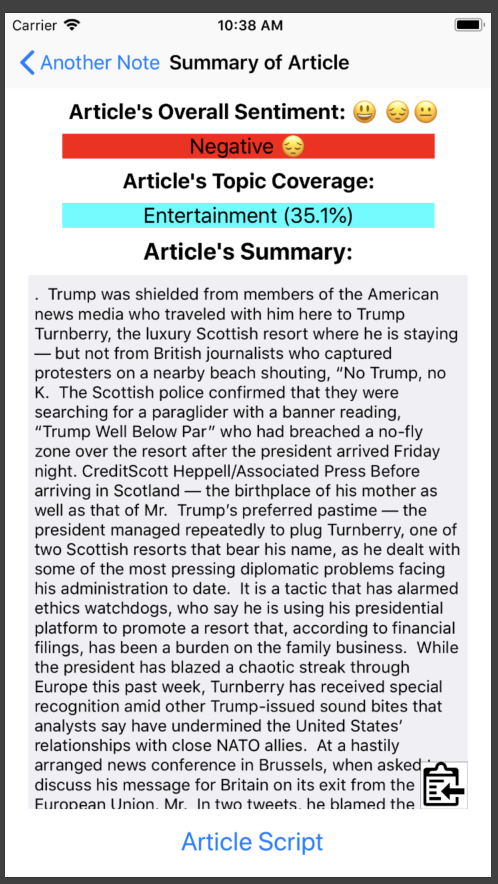 Carrier 10:38 AM
Another Note Summary of Article
Article's Overall Sentiment: 😃 😔 😐
Negative 😔
Article's Topic Coverage:
Entertainment (35.1%)
Article's Summary:
.  Trump was shielded from members of the American
news media who traveled with him here to Trump
Turnberry, the luxury Scottish resort where he is staying
— but not from British journalists who captured
protesters on a nearby beach shouting, “No Trump, no
K.  The Scottish police confirmed that they were
searching for a paraglider with a banner reading,
“Trump Well Below Par” who had breached a no-fly
zone over the resort after the president arrived Friday
night. CreditScott Heppell/Associated Press Before
arriving in Scotland — the birthplace of his mother as
well as that of Mr.  Trump’s preferred pastime — the
president managed repeatedly to plug Turnberry, one of
two Scottish resorts that bear his name, as he dealt with
some of the most pressing diplomatic problems facing
his administration to date.  It is a tactic that has alarmed
ethics watchdogs, who say he is using his presidential
platform to promote a resort that, according to financial
filings, has been a burden on the family business.  While
the president has blazed a chaotic streak through
Europe this past week, Turnberry has received special
recognition amid other Trump-issued sound bites that
analysts say have undermined the United States’
relationships with close NATO allies.  At a hastily
arranged news conference in Brussels, when asked
discuss his message for Britain on its exit from the
European Union, Mr.  In two tweets, he blamed the
Article Script